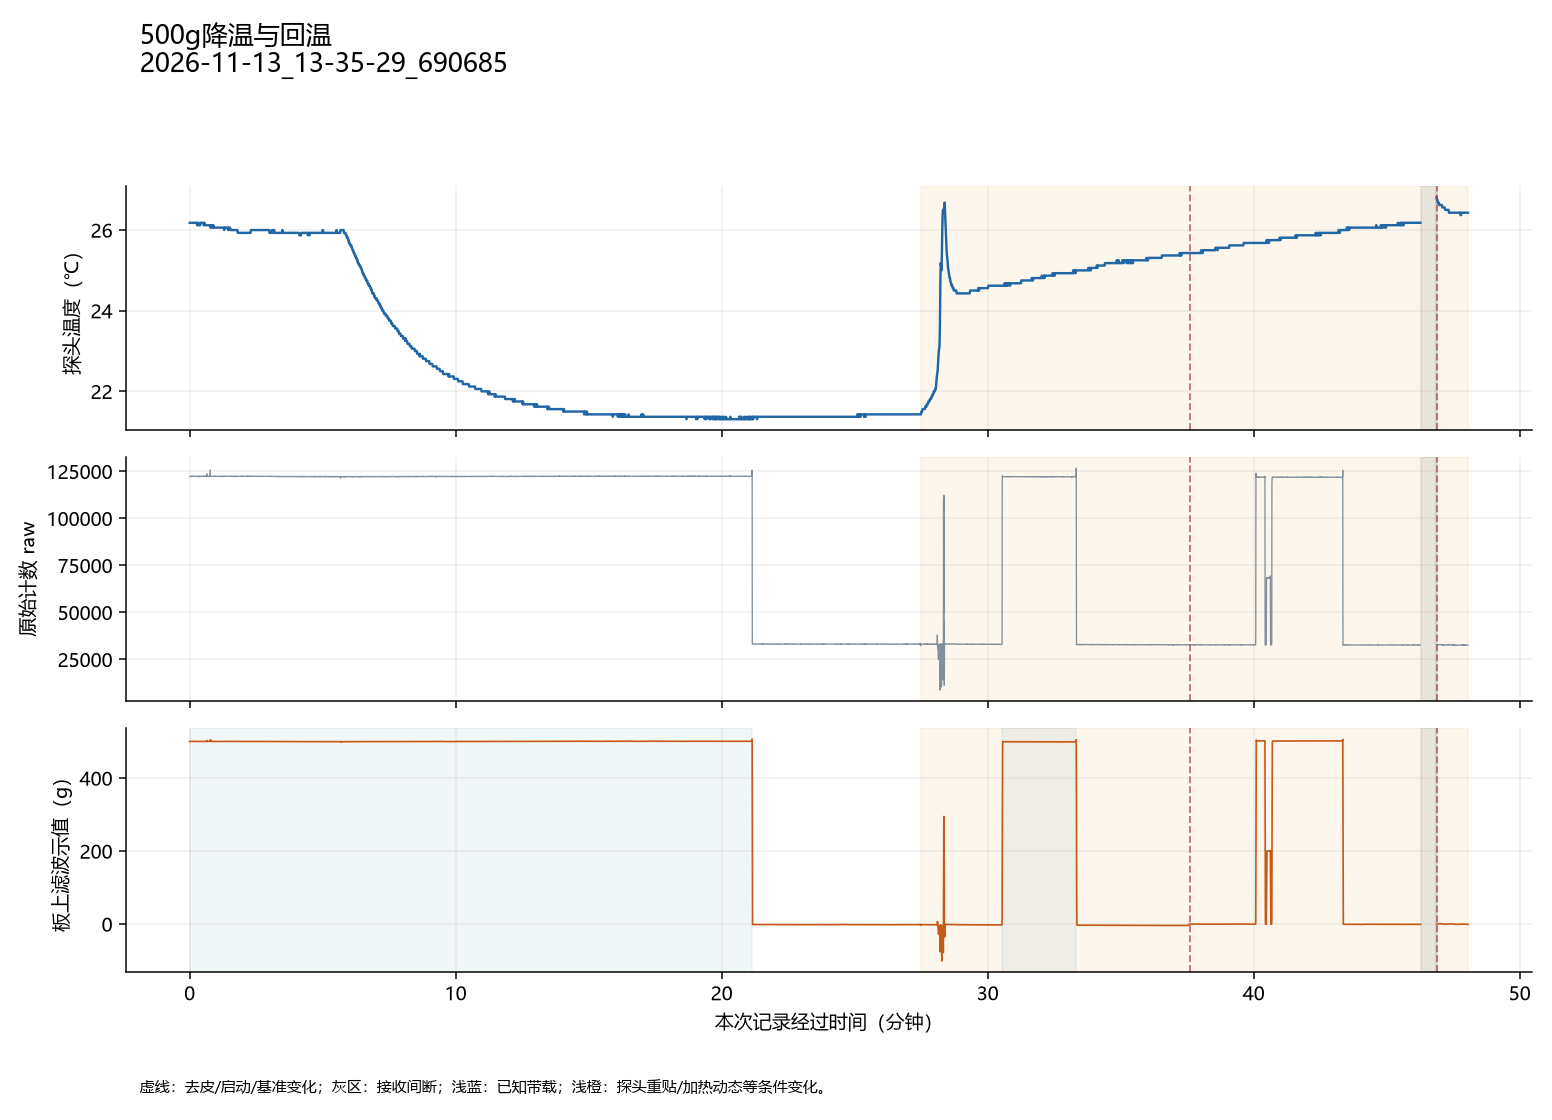 500g降温与回温
2026-11-13_13-35-29_690685
探头温度（℃）
26
24
22
原始计数 raw
125000
100000
75000
50000
25000
板上滤波示值（g）
400
200
0
0 10 20 30 40 50
本次记录经过时间（分钟）
虚线：去皮/启动/基准变化；灰区：接收间断；浅蓝：已知带载；浅橙：探头重贴/加热动态等条件变化。